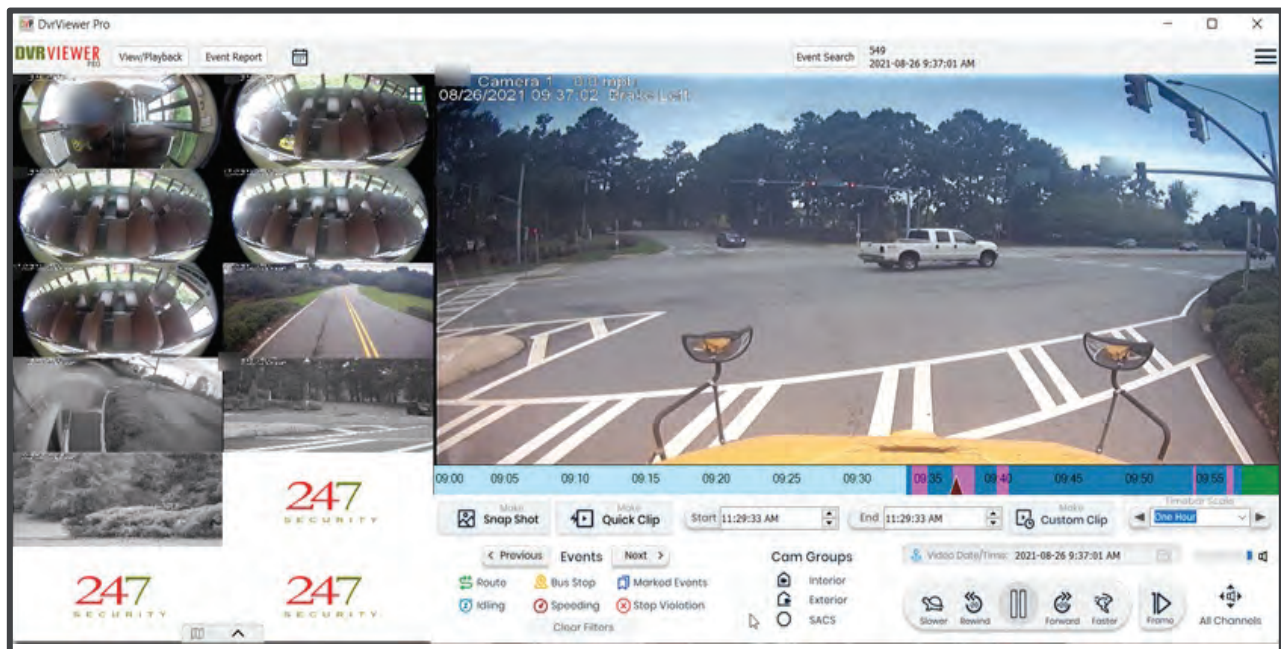 DvrViewer Pro
DVRVIEWER
PRO
View/Playback
Event Report
Event Search
549
2021-08-26 9:37:01 AM
Camera 1 0.0 mph
08/26/2021 09:37:02 Brake Left
247
SECURITY
247
SECURITY
247
SECURITY
09:00 09:05 09:10 09:15 09:20 09:25 09:30 09:35 09:40 09:45 09:50 09:55
Make
Snap Shot
Make
Quick Clip
Start 11:29:33 AM
End 11:29:33 AM
Make
Custom Clip
Timebar Scale
One Hour
< Previous Events Next >
Route Bus Stop Marked Events
Idling Speeding Stop Violation
Clear Filters
Cam Groups
Interior
Exterior
SACS
Video Date/Time: 2021-08-26 9:37:01 AM
Slower Rewind Forward Faster Frame All Channels